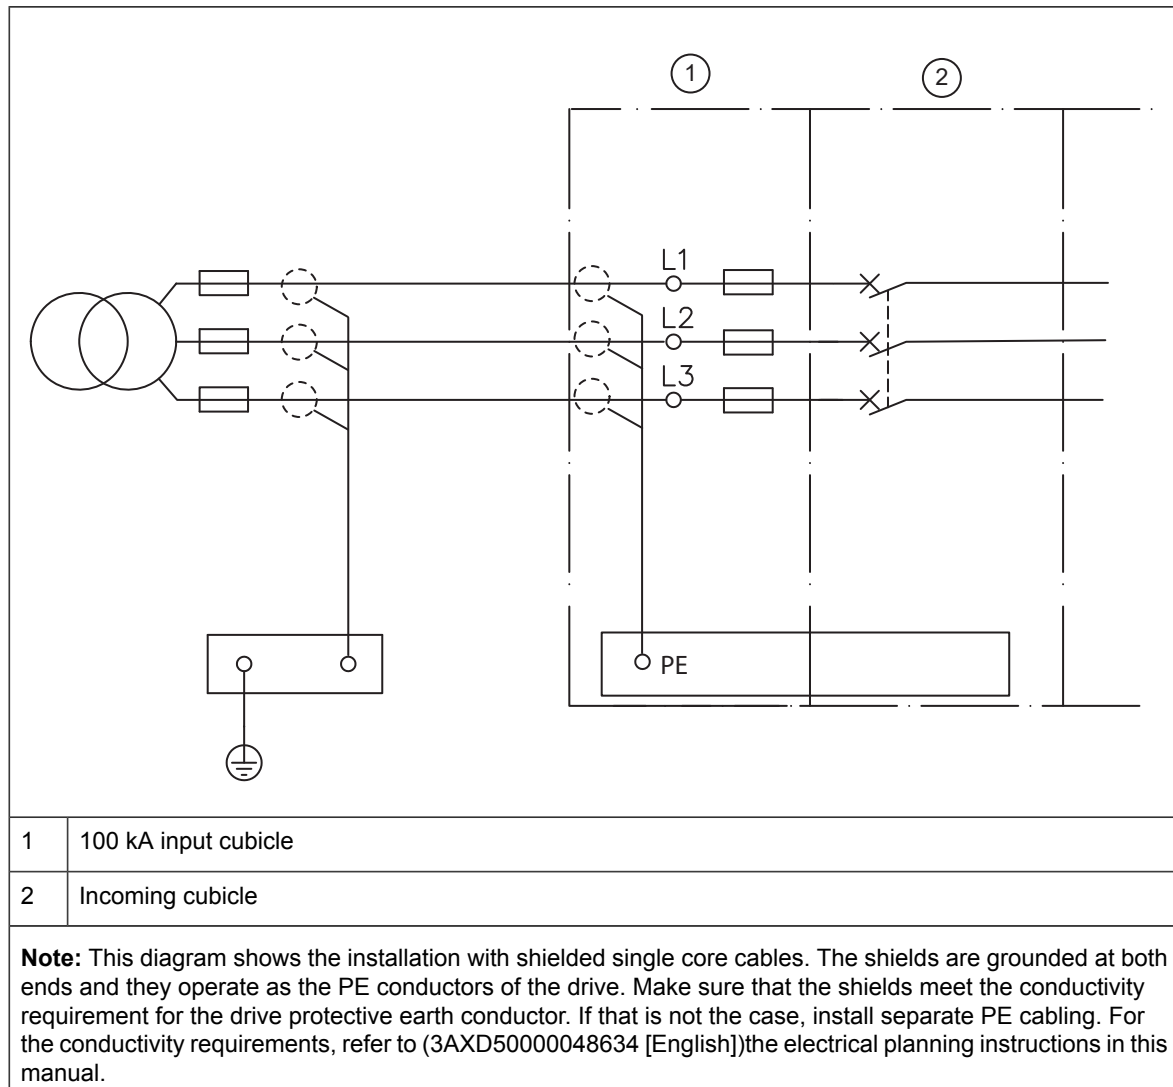 1
2
L1
L2
L3
PE
1 100 kA input cubicle
2 Incoming cubicle
Note: This diagram shows the installation with shielded single core cables. The shields are grounded at both
ends and they operate as the PE conductors of the drive. Make sure that the shields meet the conductivity
requirement for the drive protective earth conductor. If that is not the case, install separate PE cabling. For
the conductivity requirements, refer to (3AXD50000048634 [English])the electrical planning instructions in this
manual.